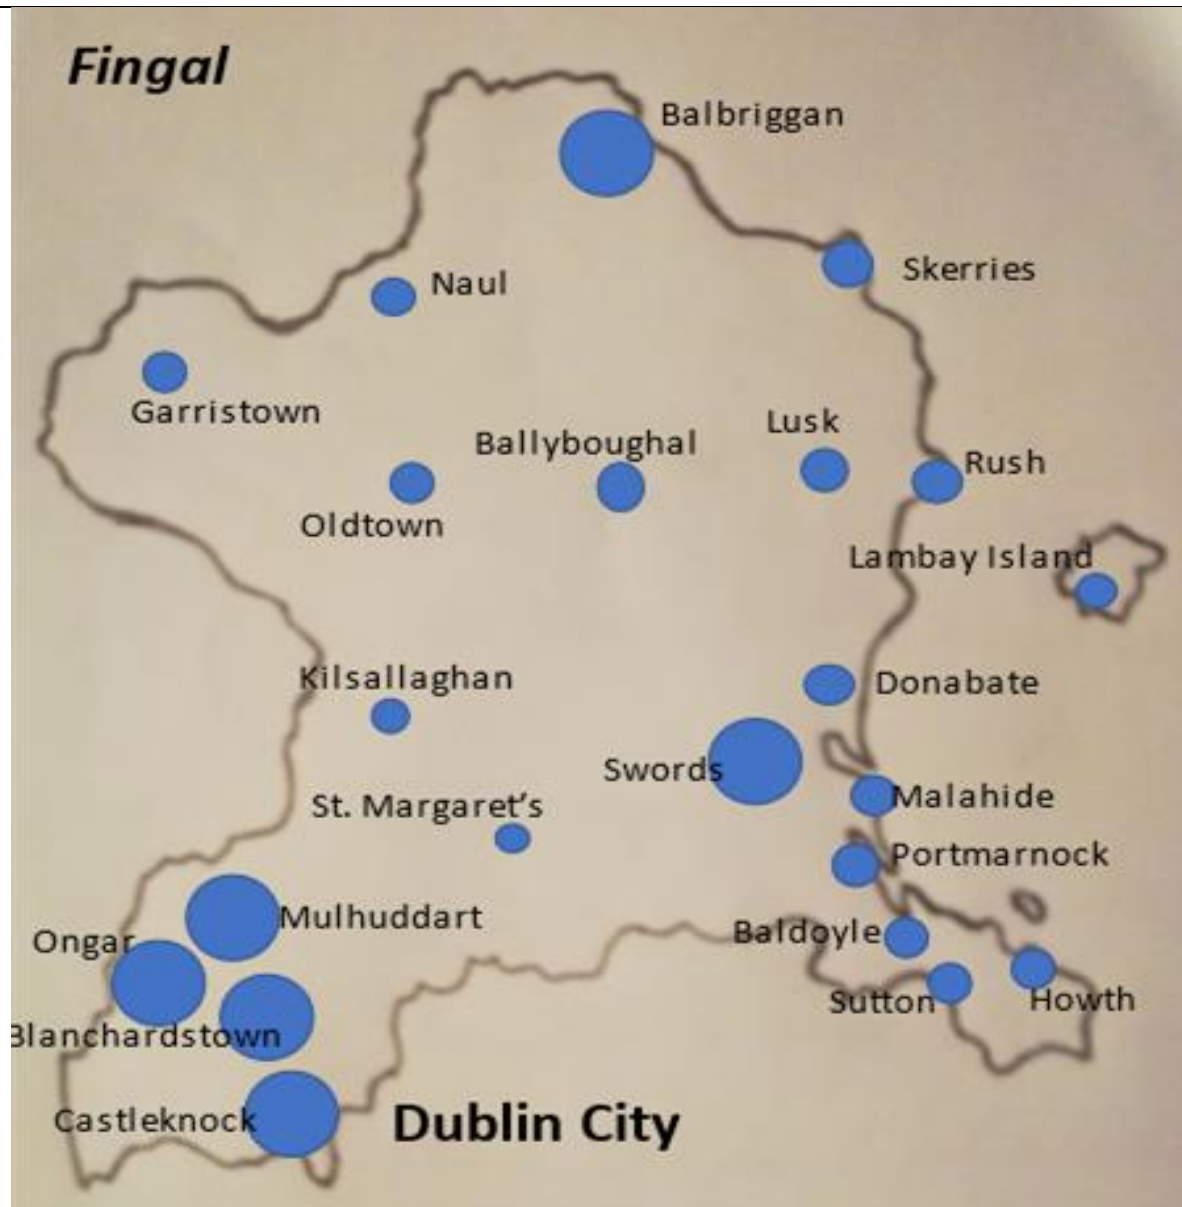 Fingal
Balbriggan
Skerries
Naul
Garristown
Lusk
Ballyboughal
Rush
Oldtown
Lambay Island
Kilsallaghan
Donabate
Swords
Malahide
St. Margaret’s
Portmarnock
Mulhuddart
Baldoyle
Ongar
Sutton
Howth
Blanchardstown
Castleknock
Dublin City